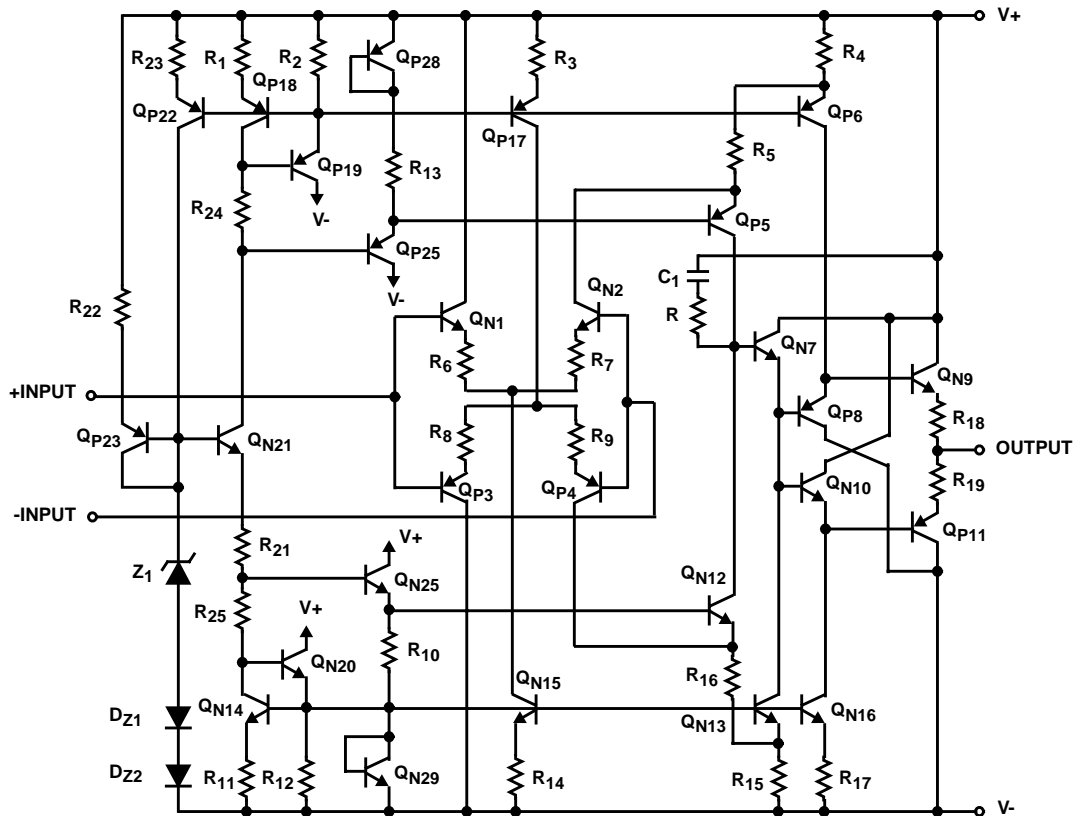 V+
R23
R1
R2
QP28
R3
R4
QP18
QP22
QP17
QP6
QP19
R13
R5
R24
V-
QP5
QP25
V-
C1
R22
QN1
QN2
R
QN7
R6
R7
QN9
+INPUT
QP8
R18
QP23
QN21
R8
R9
OUTPUT
QP3
QP4
QN10
R19
-INPUT
QP11
R21
V+
Z1
QN25
QN12
R25
V+
R10
QN20
R16
QN15
QN14
DZ1
QN13
QN16
DZ2
R11
R12
QN29
R14
R15
R17
V-